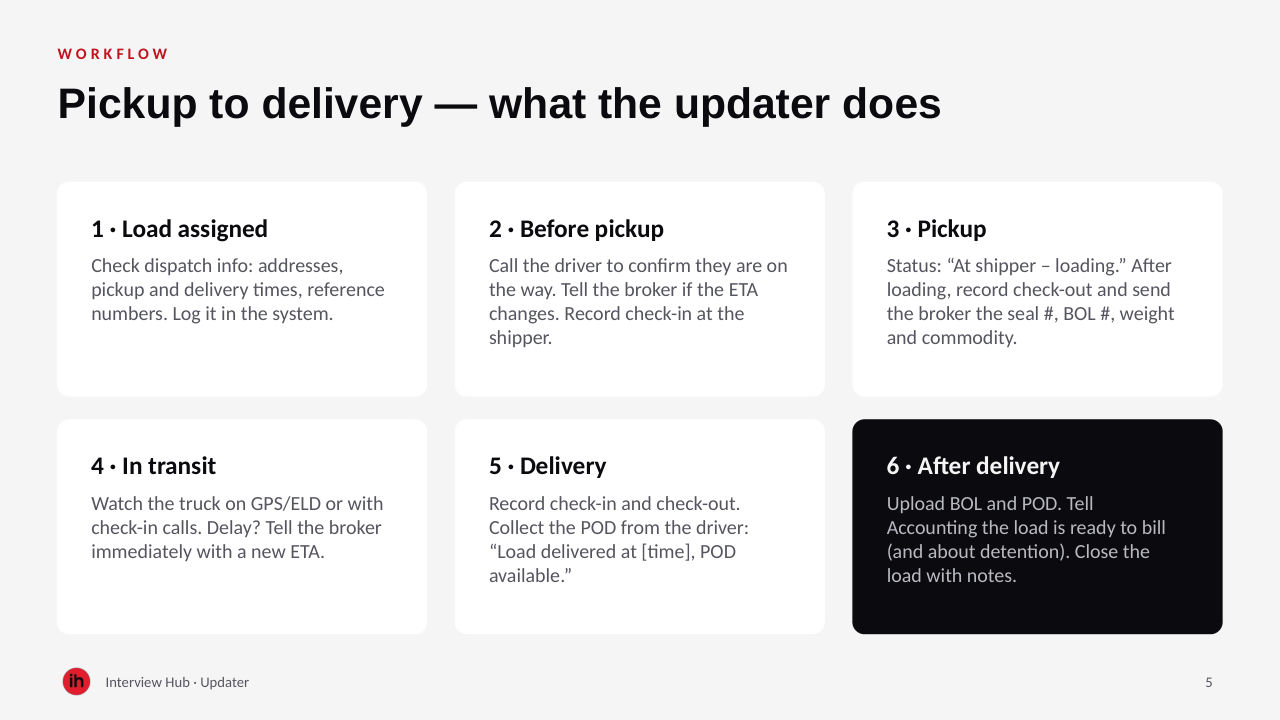 WORKFLOW
Pickup to delivery — what the updater does
1 · Load assigned
Check dispatch info: addresses,
pickup and delivery times, reference
numbers. Log it in the system.
2 · Before pickup
Call the driver to confirm they are on
the way. Tell the broker if the ETA
changes. Record check-in at the
shipper.
3 · Pickup
Status: “At shipper – loading.” After
loading, record check-out and send
the broker the seal #, BOL #, weight
and commodity.
4 · In transit
Watch the truck on GPS/ELD or with
check-in calls. Delay? Tell the broker
immediately with a new ETA.
5 · Delivery
Record check-in and check-out.
Collect the POD from the driver:
“Load delivered at [time], POD
available.”
6 · After delivery
Upload BOL and POD. Tell
Accounting the load is ready to bill
(and about detention). Close the
load with notes.
ih
Interview Hub · Updater
5